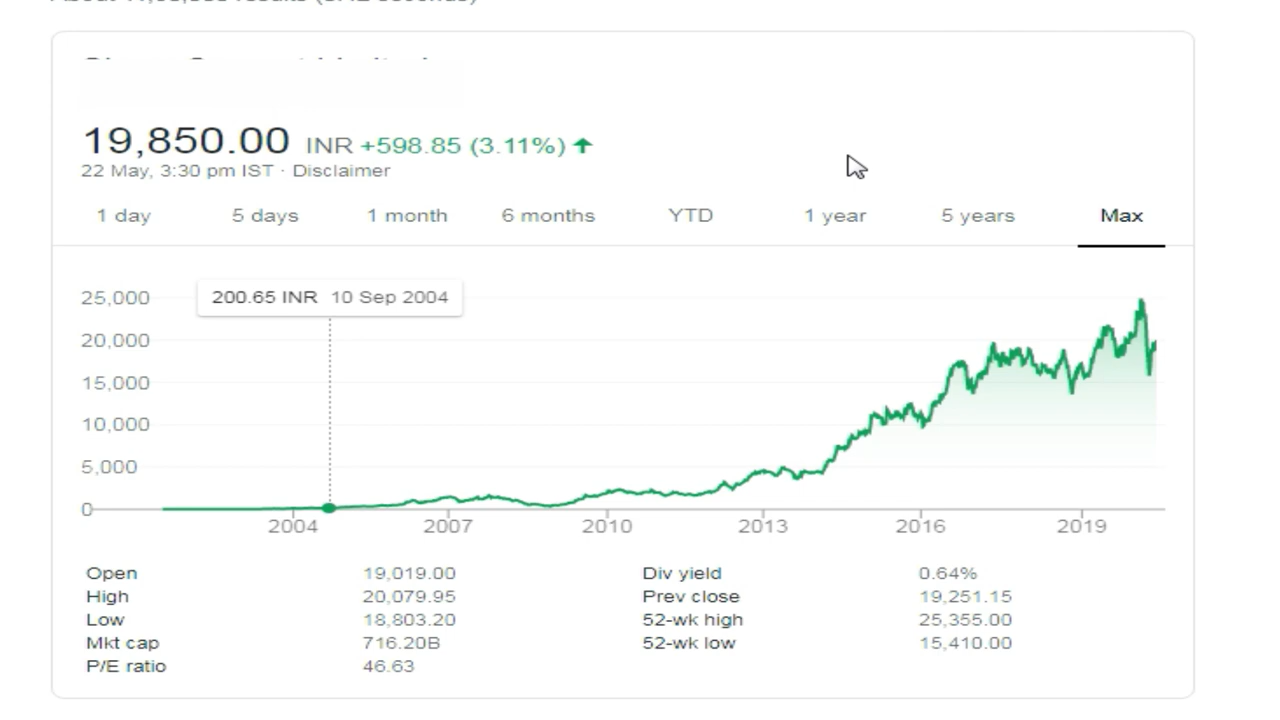 19,850.00 INR +598.85 (3.11%)
22 May, 3:30 pm IST · Disclaimer
1 day 5 days 1 month 6 months YTD 1 year 5 years Max
200.65 INR 10 Sep 2004
25,000
20,000
15,000
10,000
5,000
0
2004 2007 2010 2013 2016 2019
Open 19,019.00 Div yield 0.64%
High 20,079.95 Prev close 19,251.15
Low 18,803.20 52-wk high 25,355.00
Mkt cap 716.20B 52-wk low 15,410.00
P/E ratio 46.63